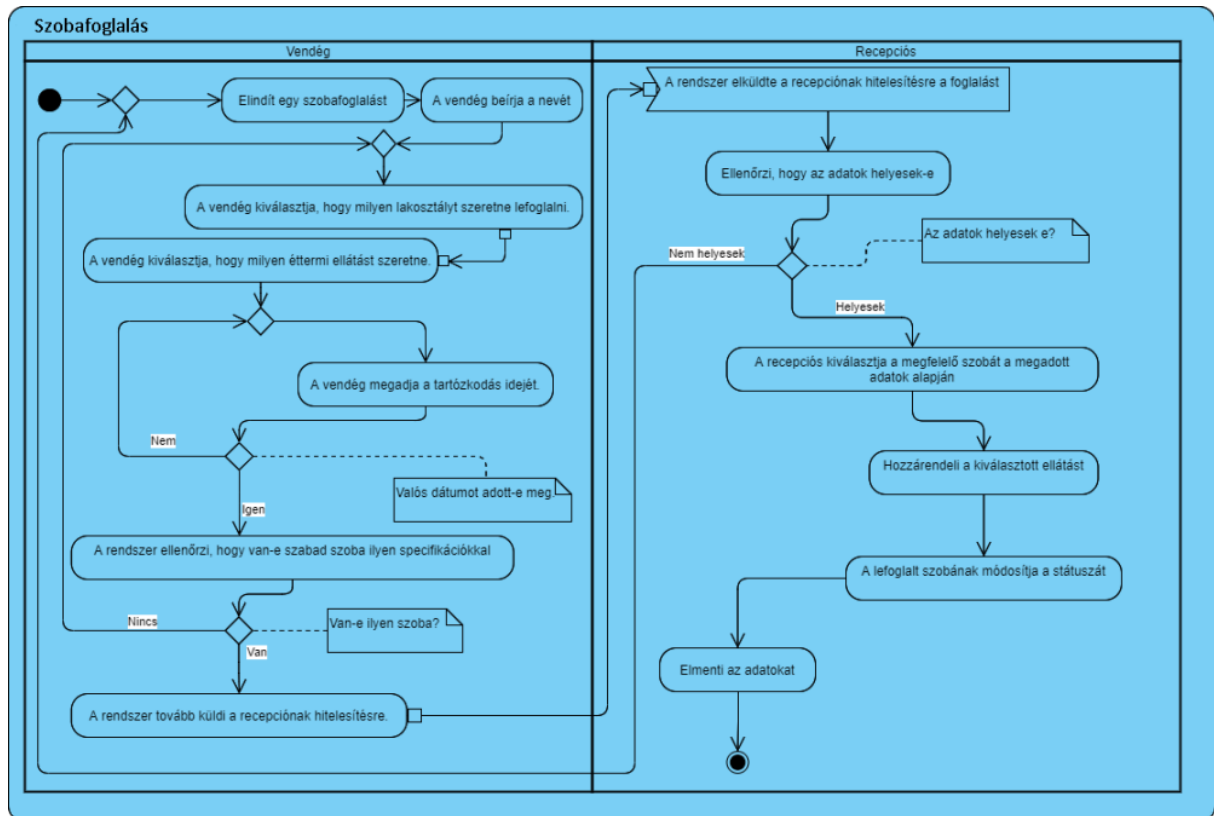 Szobafoglalás
Vendég
Recepciós
Elindít egy szobafoglalást
A vendég beírja a nevét
A vendég kiválasztja, hogy milyen lakosztályt szeretne lefoglalni.
A vendég kiválasztja, hogy milyen éttermi ellátást szeretne.
A vendég megadja a tartózkodás idejét.
Nem
Valós dátumot adott-e meg.
Igen
A rendszer ellenőrzi, hogy van-e szabad szoba ilyen specifikációkkal
Nincs
Van-e ilyen szoba?
Van
A rendszer tovább küldi a recepciónak hitelesítésre.
A rendszer elküldte a recepciónak hitelesítésre a foglalást
Ellenőrzi, hogy az adatok helyesek-e
Az adatok helyesek e?
Nem helyesek
Helyesek
A recepciós kiválasztja a megfelelő szobát a megadott
adatok alapján
Hozzárendeli a kiválasztott ellátást
A lefoglalt szobának módosítja a státuszát
Elmenti az adatokat